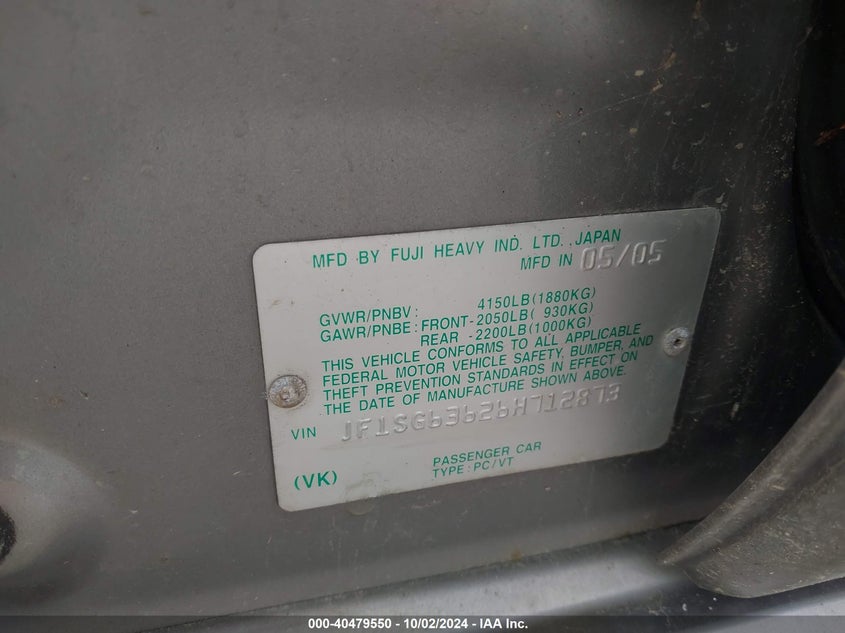 MFD BY FUJI HEAVY IND. LTD. JAPAN
MFD IN 05/05
GVWR/PNBV: 4150LB(1880KG)
GAWR/PNBE: FRONT-2050LB( 930KG)
REAR -2200LB(1000KG)
THIS VEHICLE CONFORMS TO ALL APPLICABLE
FEDERAL MOTOR VEHICLE SAFETY, BUMPER, AND
THEFT PREVENTION STANDARDS IN EFFECT ON
THE DATE OF MANUFACTURE SHOWN ABOVE.
VIN JF1SG63626H712873
PASSENGER CAR
(VK) TYPE: PC/VT
000-40479550 - 10/02/2024 - IAA Inc.